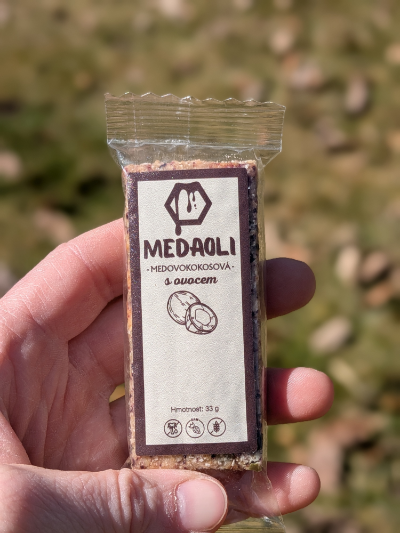 MEDAOLI
- MEDOVOKOKOSOVÁ -
s ovocem
Hmotnost: 33 g